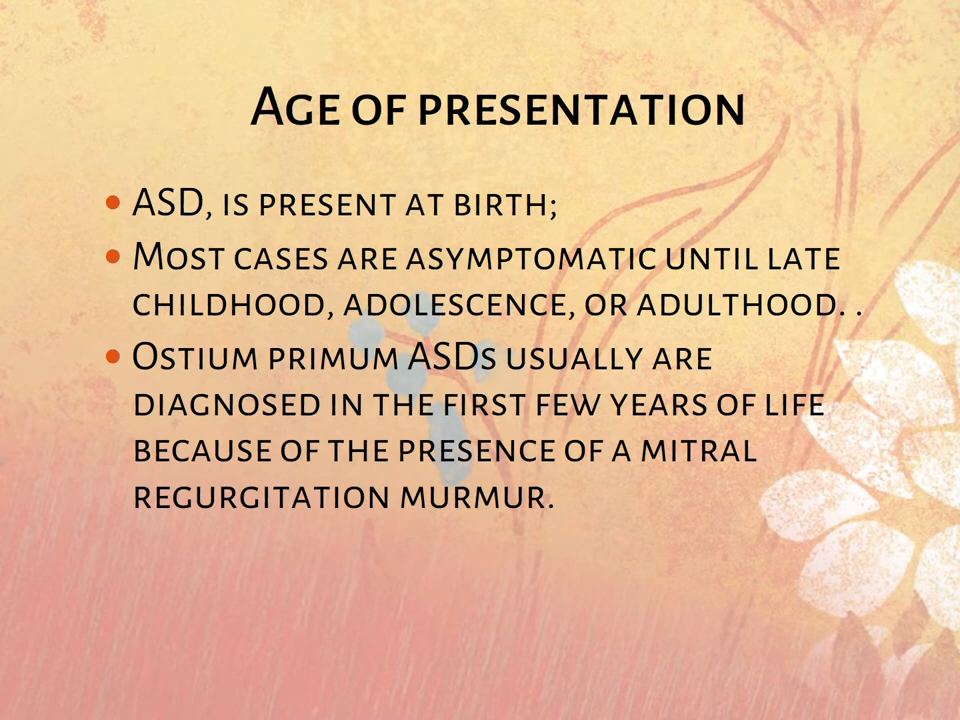 Age of presentation
• ASD, is present at birth;
• Most cases are asymptomatic until late
childhood, adolescence, or adulthood. .
• Ostium primum ASDs usually are
diagnosed in the first few years of life
because of the presence of a mitral
regurgitation murmur.